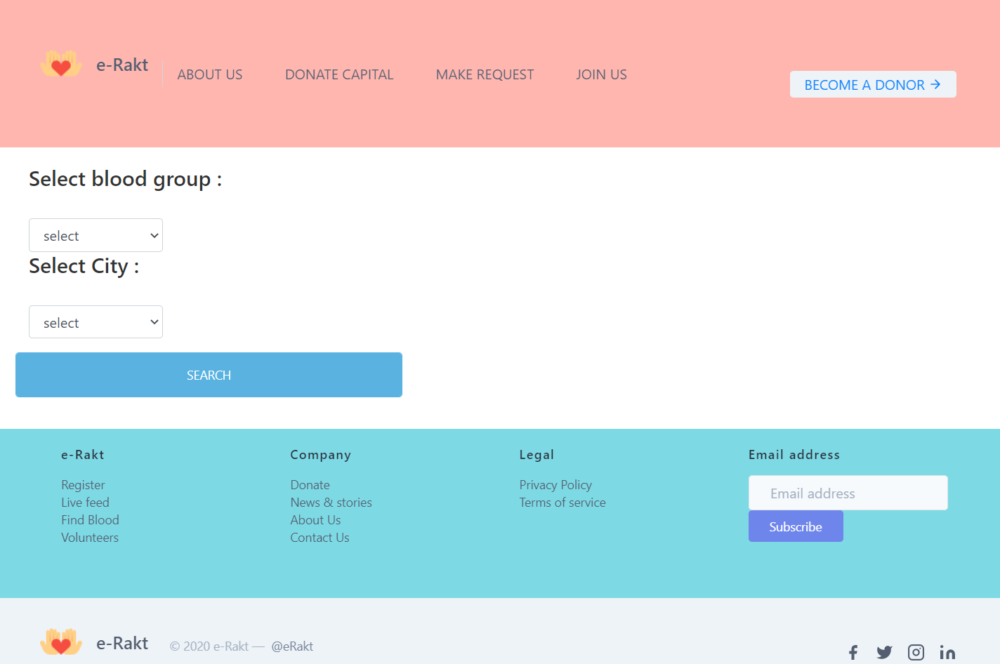 e-Rakt
ABOUT US
DONATE CAPITAL
MAKE REQUEST
JOIN US
BECOME A DONOR →
Select blood group :
select
Select City :
select
SEARCH
e-Rakt
Register
Live feed
Find Blood
Volunteers
Company
Donate
News & stories
About Us
Contact Us
Legal
Privacy Policy
Terms of service
Email address
Email address
Subscribe
e-Rakt
© 2020 e-Rakt — @eRakt